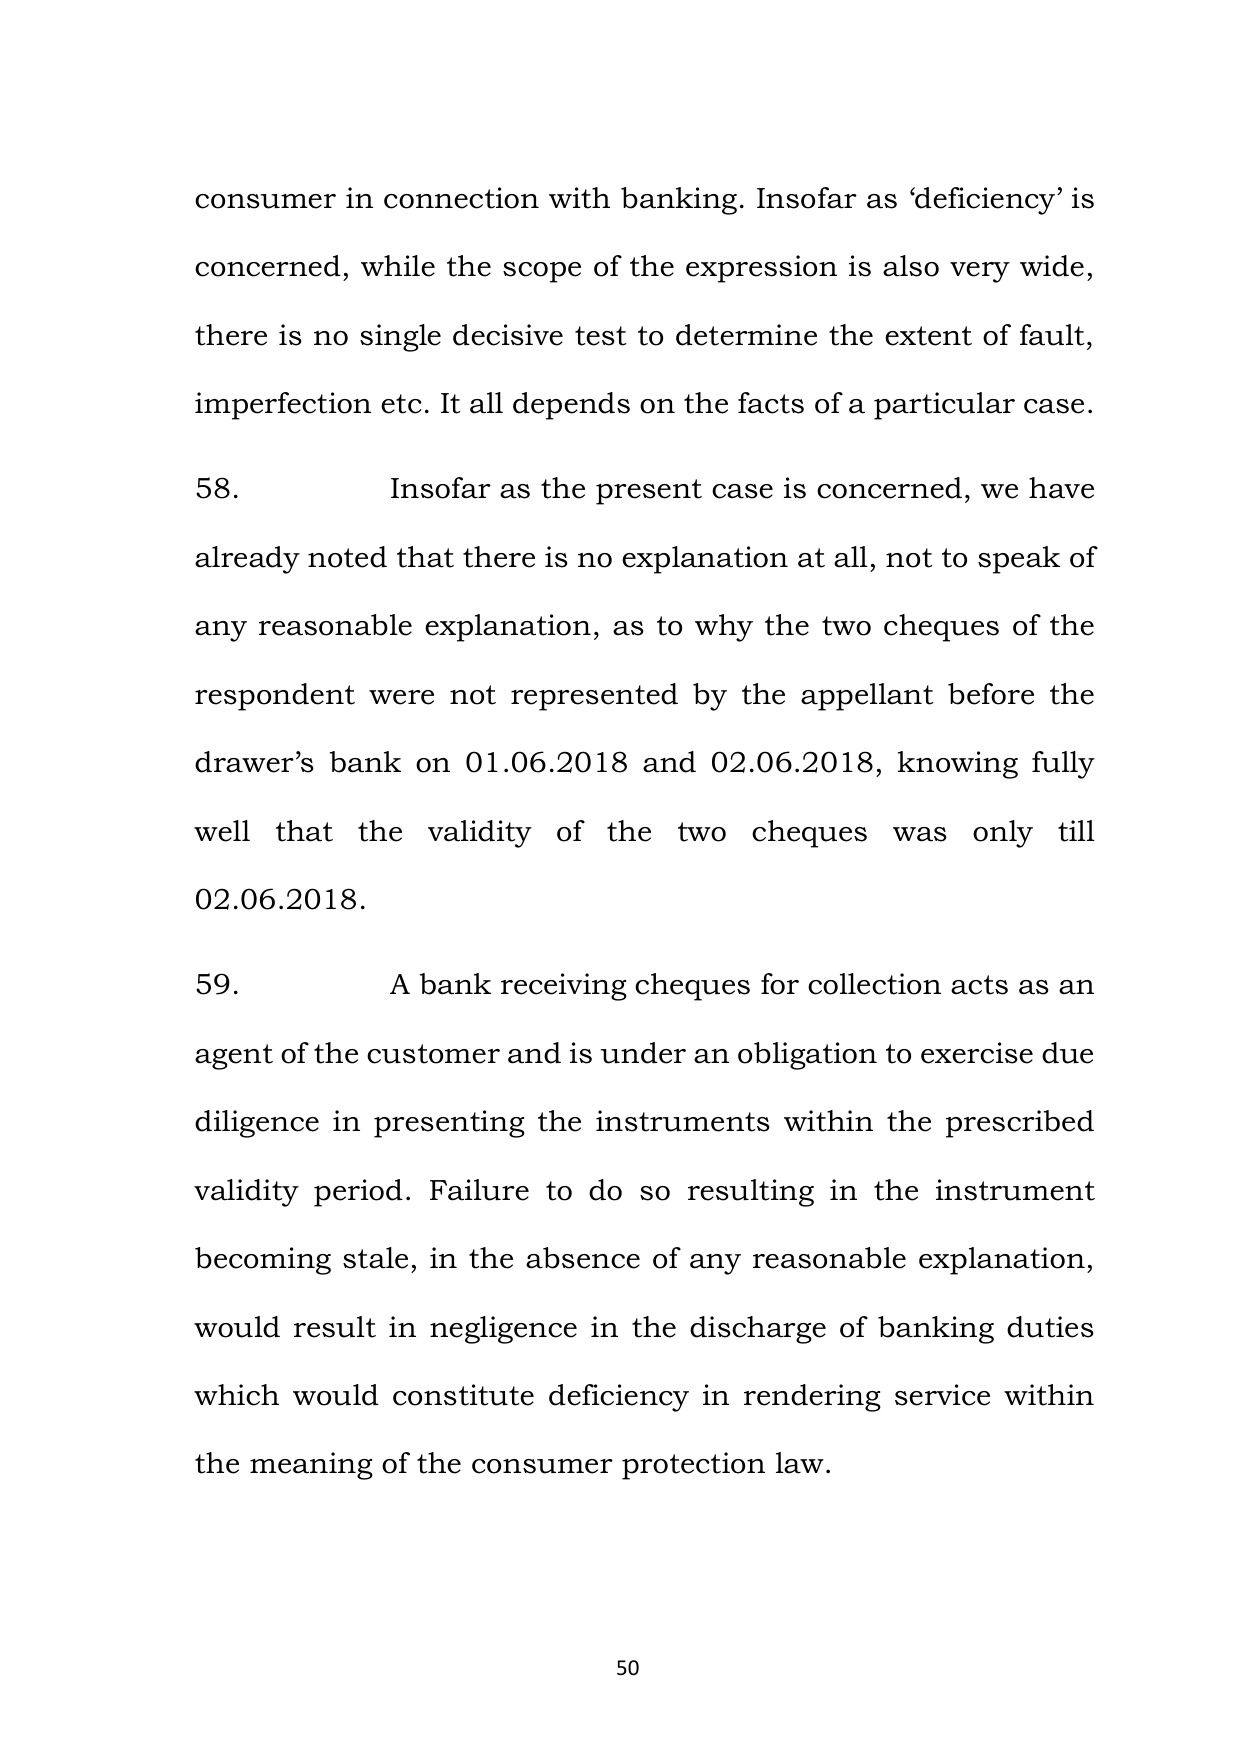 consumer in connection with banking. Insofar as ‘deficiency’ is
concerned, while the scope of the expression is also very wide,
there is no single decisive test to determine the extent of fault,
imperfection etc. It all depends on the facts of a particular case.
58. Insofar as the present case is concerned, we have
already noted that there is no explanation at all, not to speak of
any reasonable explanation, as to why the two cheques of the
respondent were not represented by the appellant before the
drawer’s bank on 01.06.2018 and 02.06.2018, knowing fully
well that the validity of the two cheques was only till
02.06.2018.
59. A bank receiving cheques for collection acts as an
agent of the customer and is under an obligation to exercise due
diligence in presenting the instruments within the prescribed
validity period. Failure to do so resulting in the instrument
becoming stale, in the absence of any reasonable explanation,
would result in negligence in the discharge of banking duties
which would constitute deficiency in rendering service within
the meaning of the consumer protection law.
50